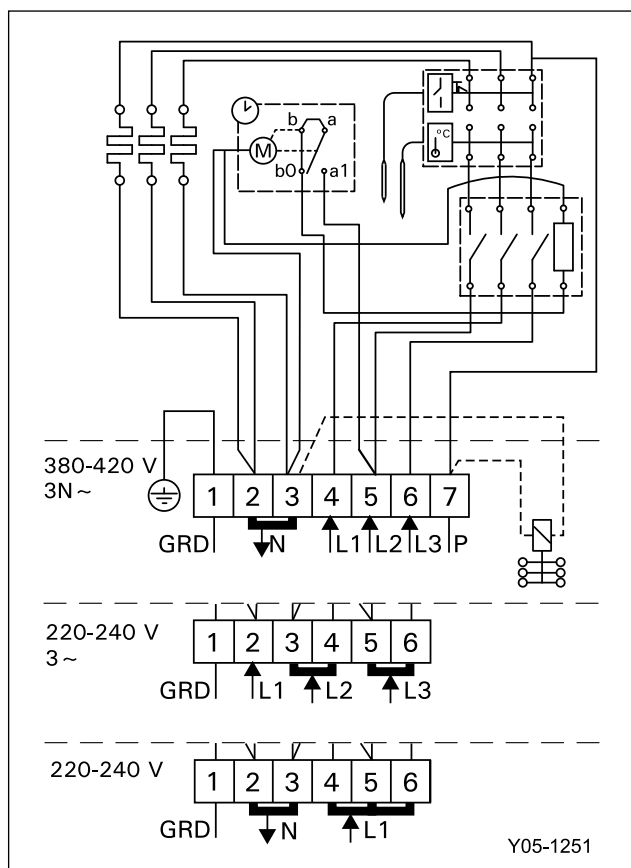 b a
M
b0 a1
°C
380-420 V
3N~
1 2 3 4 5 6 7
GRD N L1 L2 L3 P
220-240 V
3~
1 2 3 4 5 6
GRD L1 L2 L3
220-240 V
1 2 3 4 5 6
GRD N L1
Y05-1251